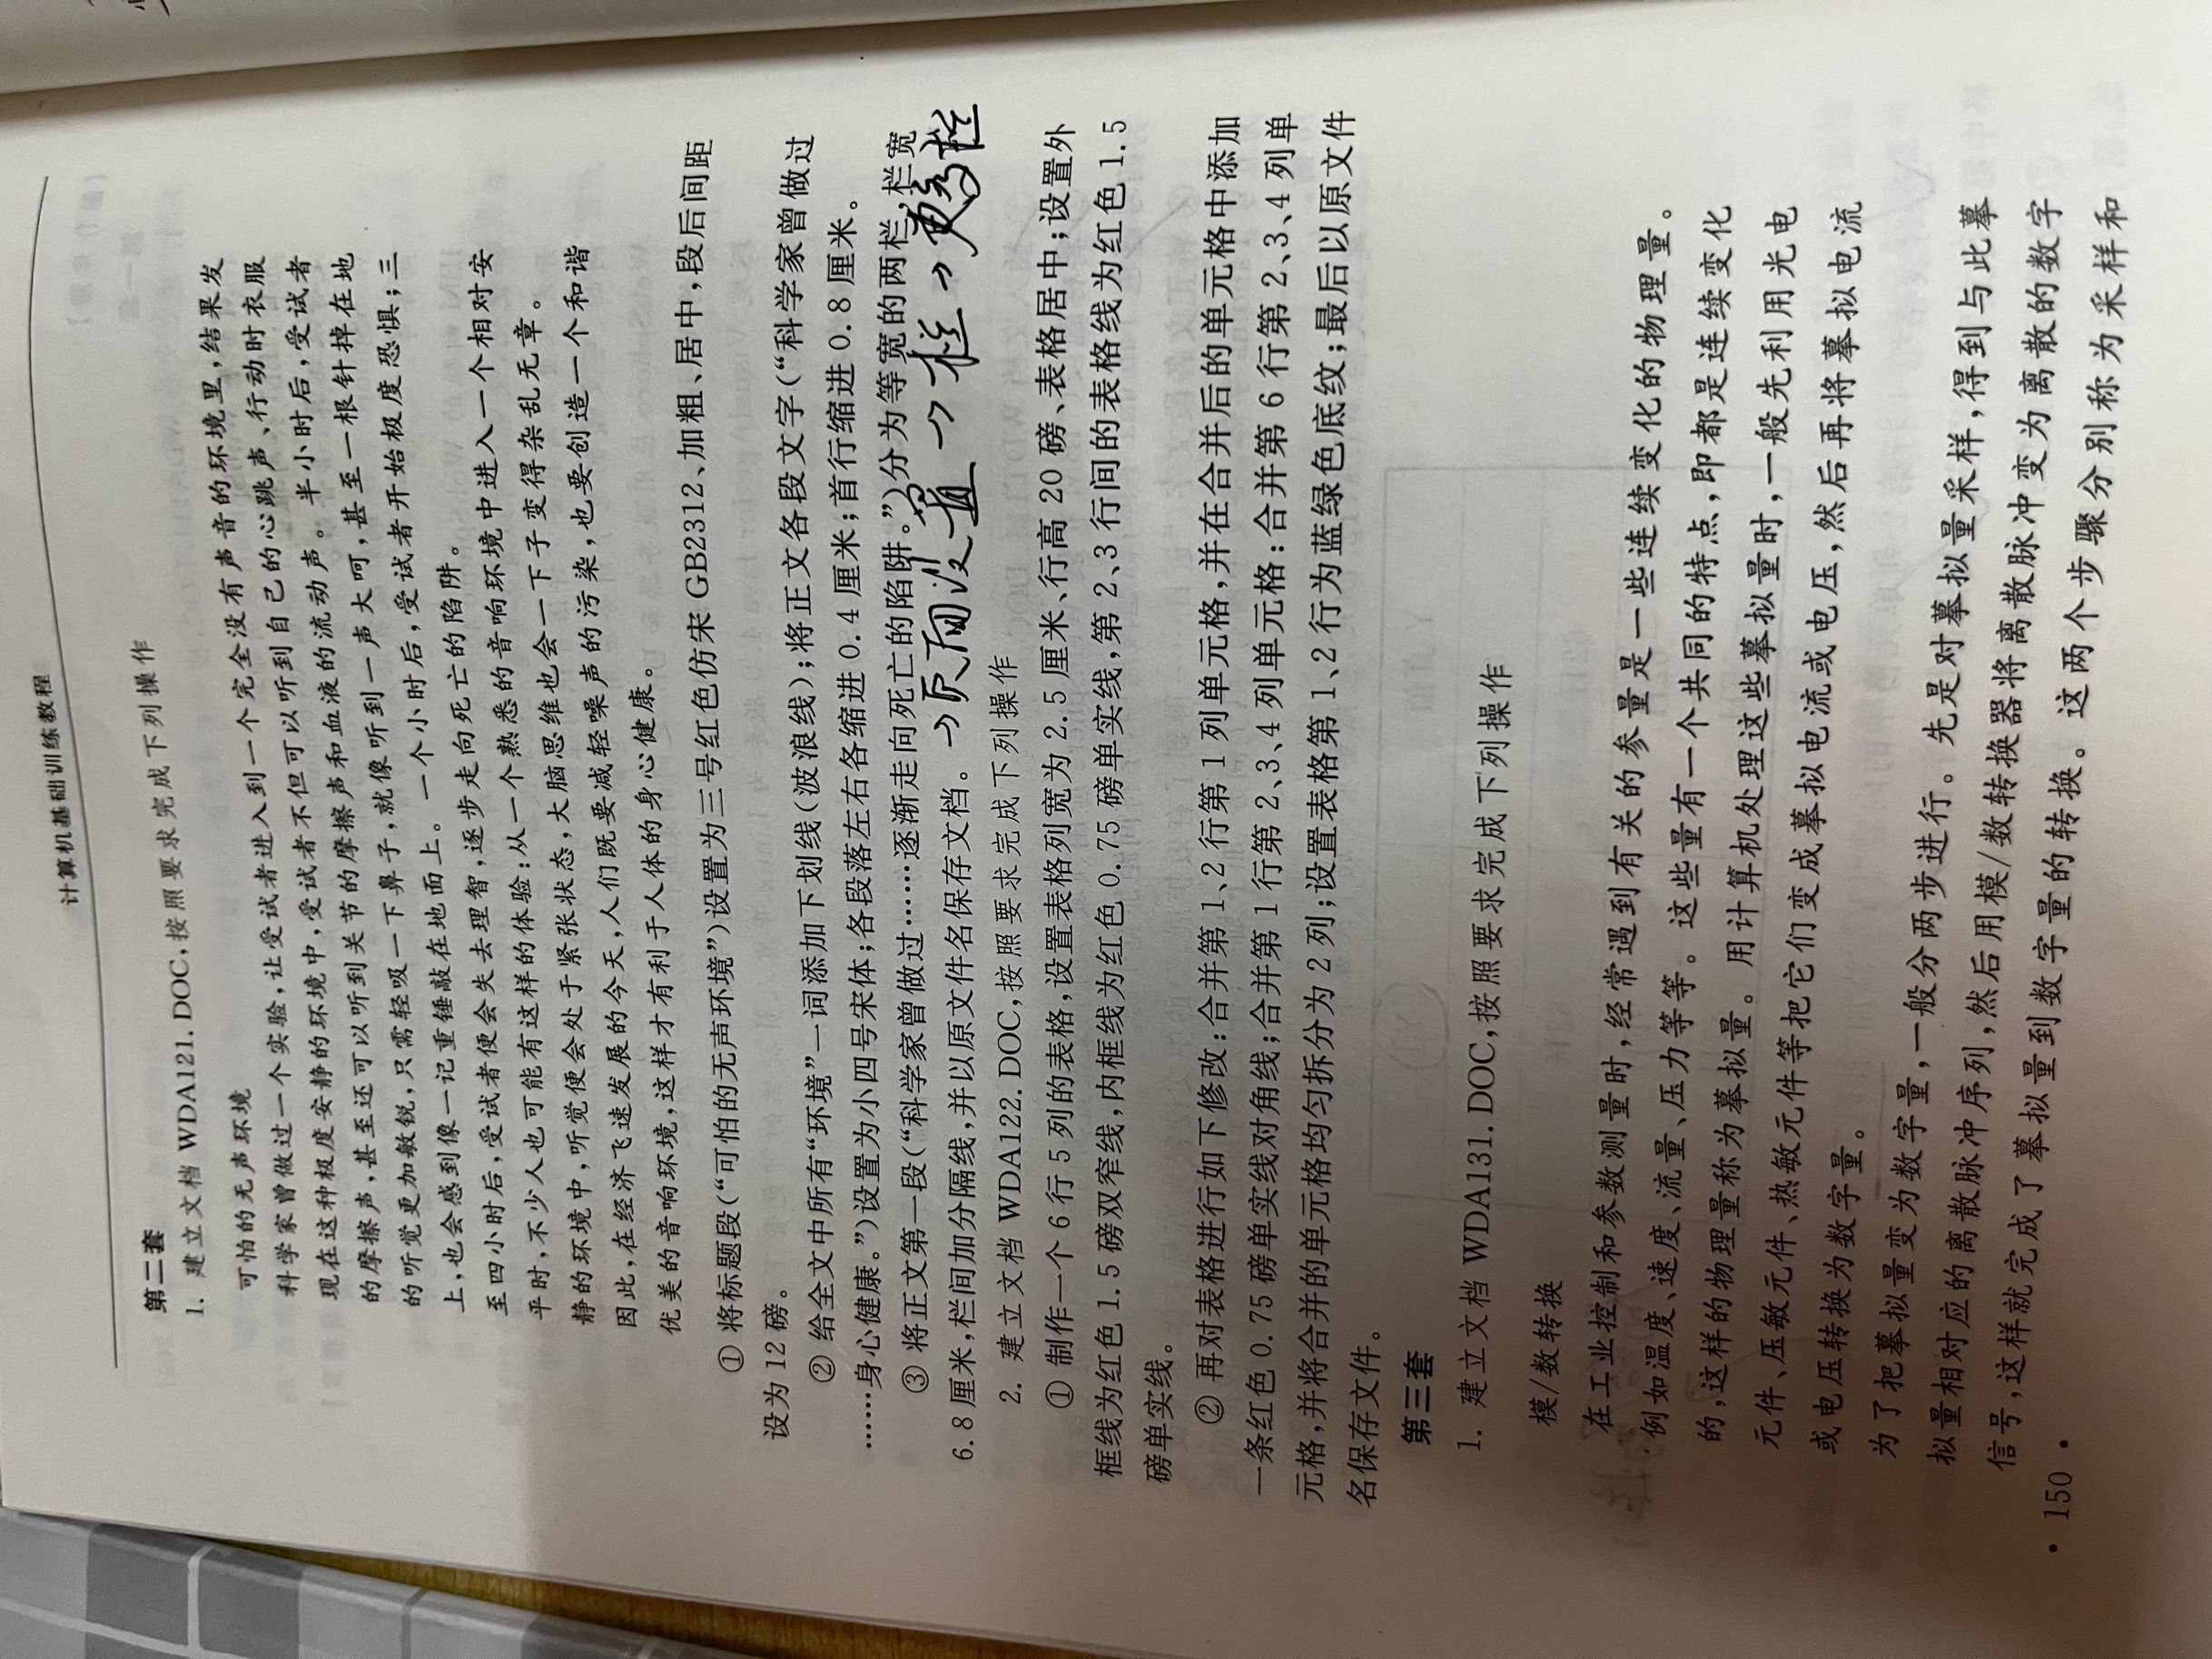 计算机基础训练教程
第二套
1. 建立文档 WDA121.DOC,按照要求完成下列操作
可怕的无声环境
科学家曾做过一个实验,让受试者进入到一个完全没有声音的环境里,结果发
现在这种极度安静的环境中,受试者不但可以听到自己的心跳声、行动时衣服
的摩擦声,甚至还可以听到关节的摩擦声和血液的流动声。半小时后,受试者
的听觉更加敏锐,只需轻吸一下鼻子,就像听到一声大呵,甚至一根针掉在地
上,也会感到像一记重锤敲在地面上。一个小时后,受试者开始极度恐惧;三
至四小时后,受试者便会失去理智,逐步走向死亡的陷阱。
平时,不少人也可能有这样的体验:从一个熟悉的音响环境中进入一个相对安
静的环境中,听觉便会处于紧张状态,大脑思维也会一下子变得杂乱无章。
因此,在经济飞速发展的今天,人们既要减轻噪声的污染,也要创造一个和谐
优美的音响环境,这样才有利于人体的身心健康。
① 将标题段(“可怕的无声环境”)设置为三号红色仿宋 GB2312、加粗、居中,段后间距
设为 12 磅。
② 给全文中所有“环境”一词添加下划线(波浪线);将正文各段文字(“科学家曾做过
……身心健康。”)设置为小四号宋体;各段落左右各缩进 0.4 厘米;首行缩进 0.8 厘米。
③ 将正文第一段(“科学家曾做过……逐渐走向死亡的陷阱。”)分为等宽的两栏,栏宽
6.8 厘米,栏间加分隔线,并以原文件名保存文档。→页面设置→栏→更多栏
2. 建立文档 WDA122.DOC,按照要求完成下列操作
① 制作一个 6 行 5 列的表格,设置表格列宽为 2.5 厘米、行高 20 磅、表格居中;设置外
框线为红色 1.5 磅双窄线,内框线为红色 0.75 磅单实线,第 2、3 行间的表格线为红色 1.5
磅单实线。
② 再对表格进行如下修改:合并第 1、2 行第 1 列单元格,并在合并后的单元格中添加
一条红色 0.75 磅单实线对角线;合并第 1 行第 2、3、4 列单元格;合并第 6 行第 2、3、4 列单
元格,并将合并的单元格均匀拆分为 2 列;设置表格第 1、2 行为蓝绿色底纹;最后以原文件
名保存文件。
第三套
1. 建立文档 WDA131.DOC,按照要求完成下列操作
模/数转换
在工业控制和参数测量时,经常遇到有关的参量是一些连续变化的物理量。
例如温度、速度、流量、压力等等。这些量有一个共同的特点,即都是连续变化
的,这样的物理量称为摹拟量。用计算机处理这些摹拟量时,一般先利用光电
元件、压敏元件、热敏元件等把它们变成摹拟电流或电压,然后再将摹拟电流
或电压转换为数字量。
为了把摹拟量变为数字量,一般分两步进行。先是对摹拟量采样,得到与此摹
拟量相对应的离散脉冲序列,然后用模/数转换器将离散脉冲变为离散的数字
信号,这样就完成了摹拟量到数字量的转换。这两个步骤分别称为采样和
• 150 •